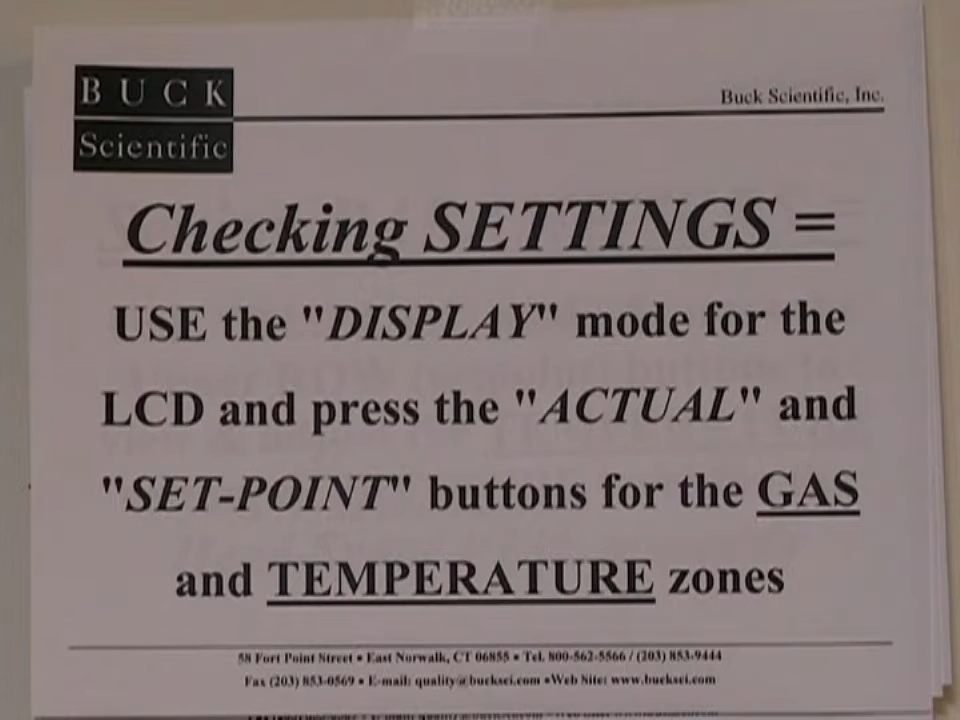 BUCK
Scientific
Buck Scientific, Inc.
Checking SETTINGS =
USE the "DISPLAY" mode for the
LCD and press the "ACTUAL" and
"SET-POINT" buttons for the GAS
and TEMPERATURE zones
58 Fort Point Street • East Norwalk, CT 06855 • Tel. 800-562-5566 / (203) 853-9444
Fax (203) 853-0569 • E-mail: quality@bucksci.com •Web Site: www.bucksci.com